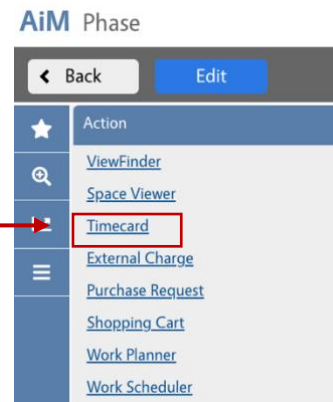 AiM Phase
Back Edit
Action
ViewFinder
Space Viewer
Timecard
External Charge
Purchase Request
Shopping Cart
Work Planner
Work Scheduler